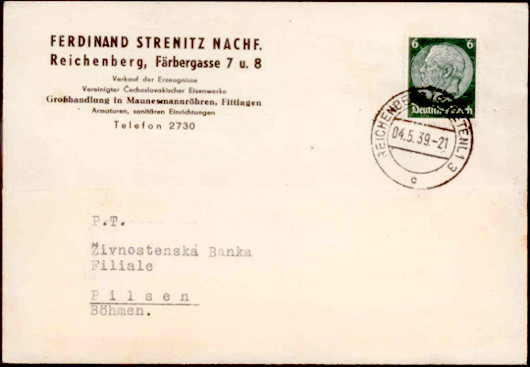 FERDINAND STRENITZ NACHF.
Reichenberg, Färbergasse 7 u. 8
Verkauf der Erzeugnisse
Vereinigter Čechoslovakischer Eisenwerke
Großhandlung in Mannesmannröhren, Fittingen
Armaturen, sanitären Einrichtungen
Telefon 2730
6 6
Deutsches Reich
04.5.39.-21
c
P.T.
Živnostenská Banka
Filiale
Pilsen
Böhmen.